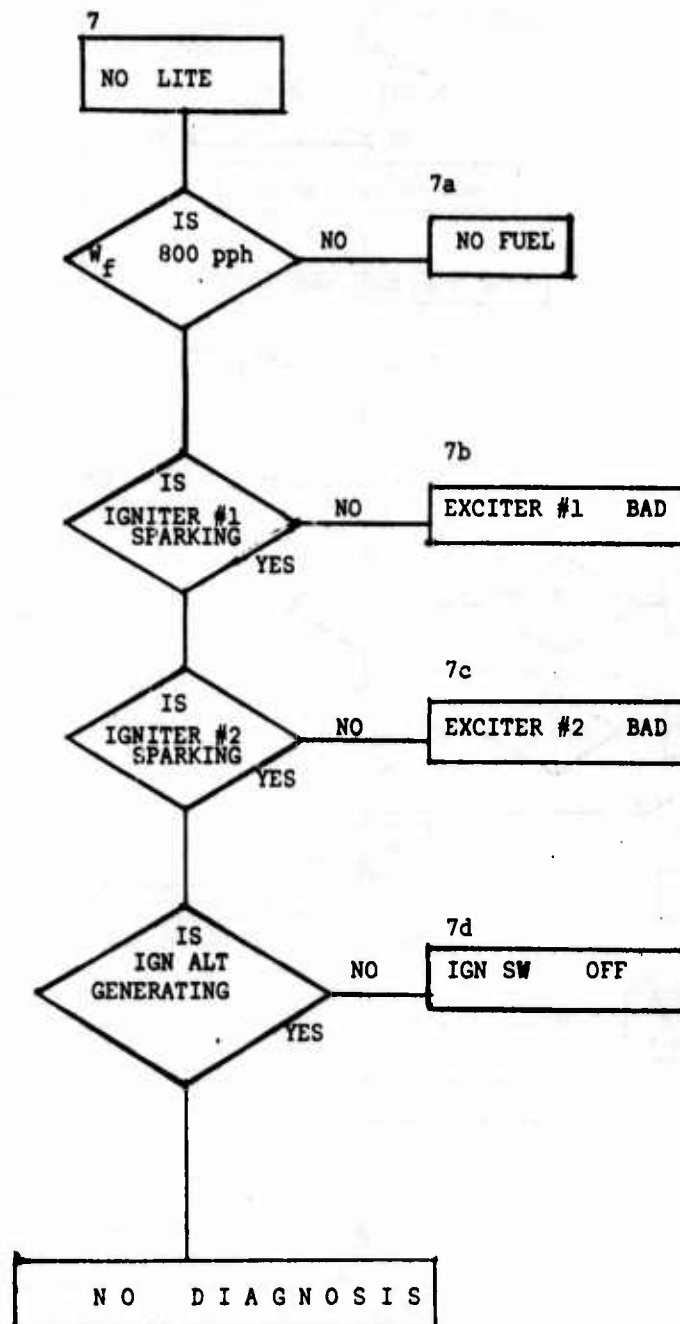 7
NO LITE
IS
W_f 800 pph
NO
7a
NO FUEL
IS
IGNITER #1
SPARKING
YES
NO
7b
EXCITER #1 BAD
IS
IGNITER #2
SPARKING
YES
NO
7c
EXCITER #2 BAD
IS
IGN ALT
GENERATING
YES
NO
7d
IGN SW OFF
NO DIAGNOSIS